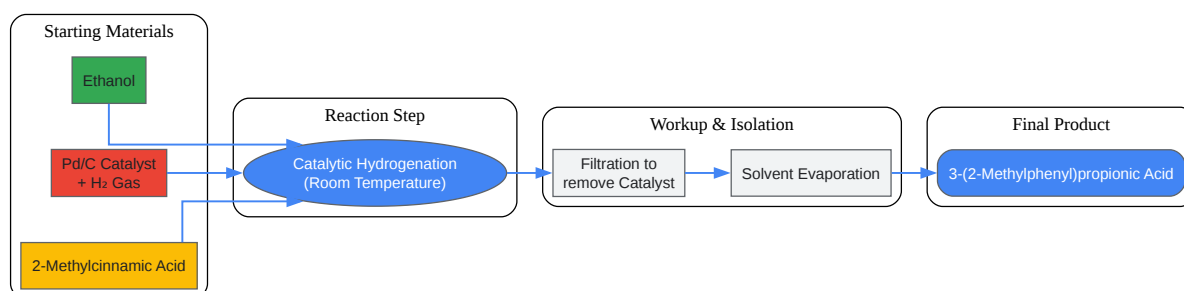 Starting Materials
Ethanol
Pd/C Catalyst
+ H₂ Gas
2-Methylcinnamic Acid
Reaction Step
Catalytic Hydrogenation
(Room Temperature)
Workup & Isolation
Filtration to
remove Catalyst
Solvent Evaporation
Final Product
3-(2-Methylphenyl)propionic Acid